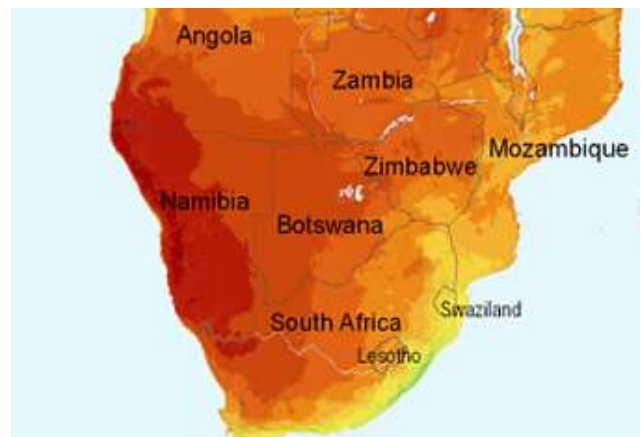 Angola
Zambia
Mozambique
Zimbabwe
Namibia
Botswana
Swaziland
South Africa
Lesotho